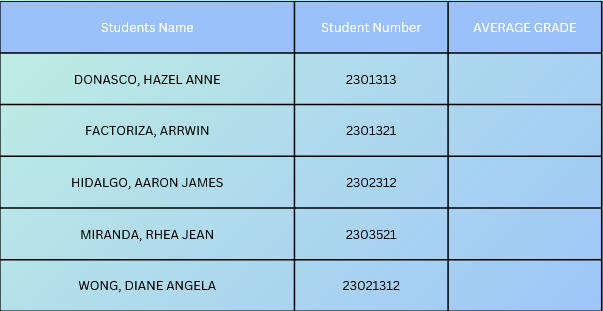 Students Name Student Number AVERAGE GRADE
DONASCO, HAZEL ANNE 2301313
FACTORIZA, ARRWIN 2301321
HIDALGO, AARON JAMES 2302312
MIRANDA, RHEA JEAN 2303521
WONG, DIANE ANGELA 23021312